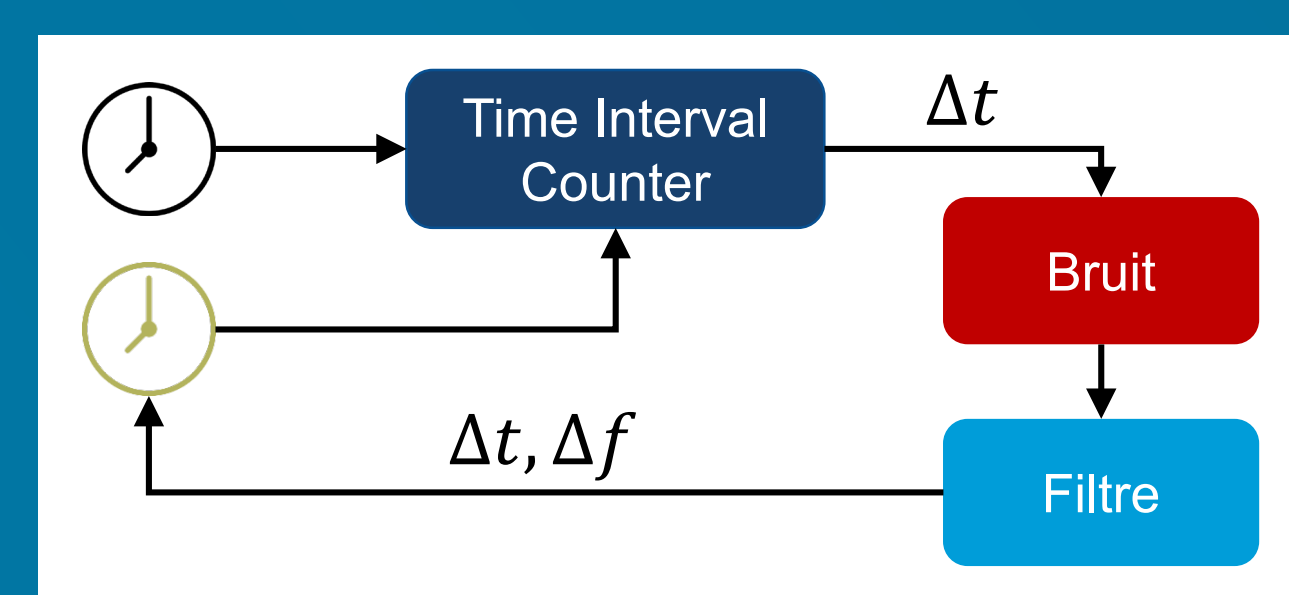 Time Interval
Counter
Δt
Bruit
Δt, Δf
Filtre